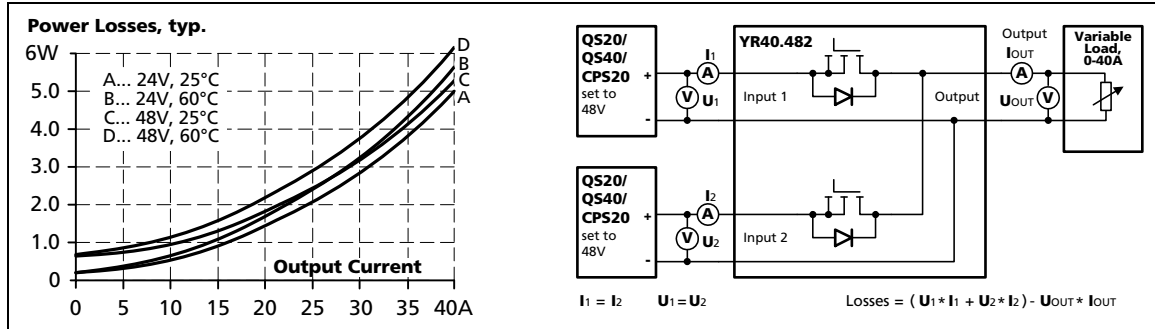 Power Losses, typ.
6W
5.0
4.0
3.0
2.0
1.0
0
A... 24V, 25°C
B... 24V, 60°C
C... 48V, 25°C
D... 48V, 60°C
D
B
C
A
Output Current
0 5 10 15 20 25 30 35 40A
QS20/
QS40/
CPS20
set to
48V
+
-
I1
A
V U1
YR40.482
Input 1
Output
Output
IOUT
A
UOUT V
Variable
Load,
0-40A
QS20/
QS40/
CPS20
set to
48V
+
-
I2
A
V U2
Input 2
I1 = I2 U1=U2 Losses = ( U1*I1 + U2*I2 ) - UOUT* IOUT